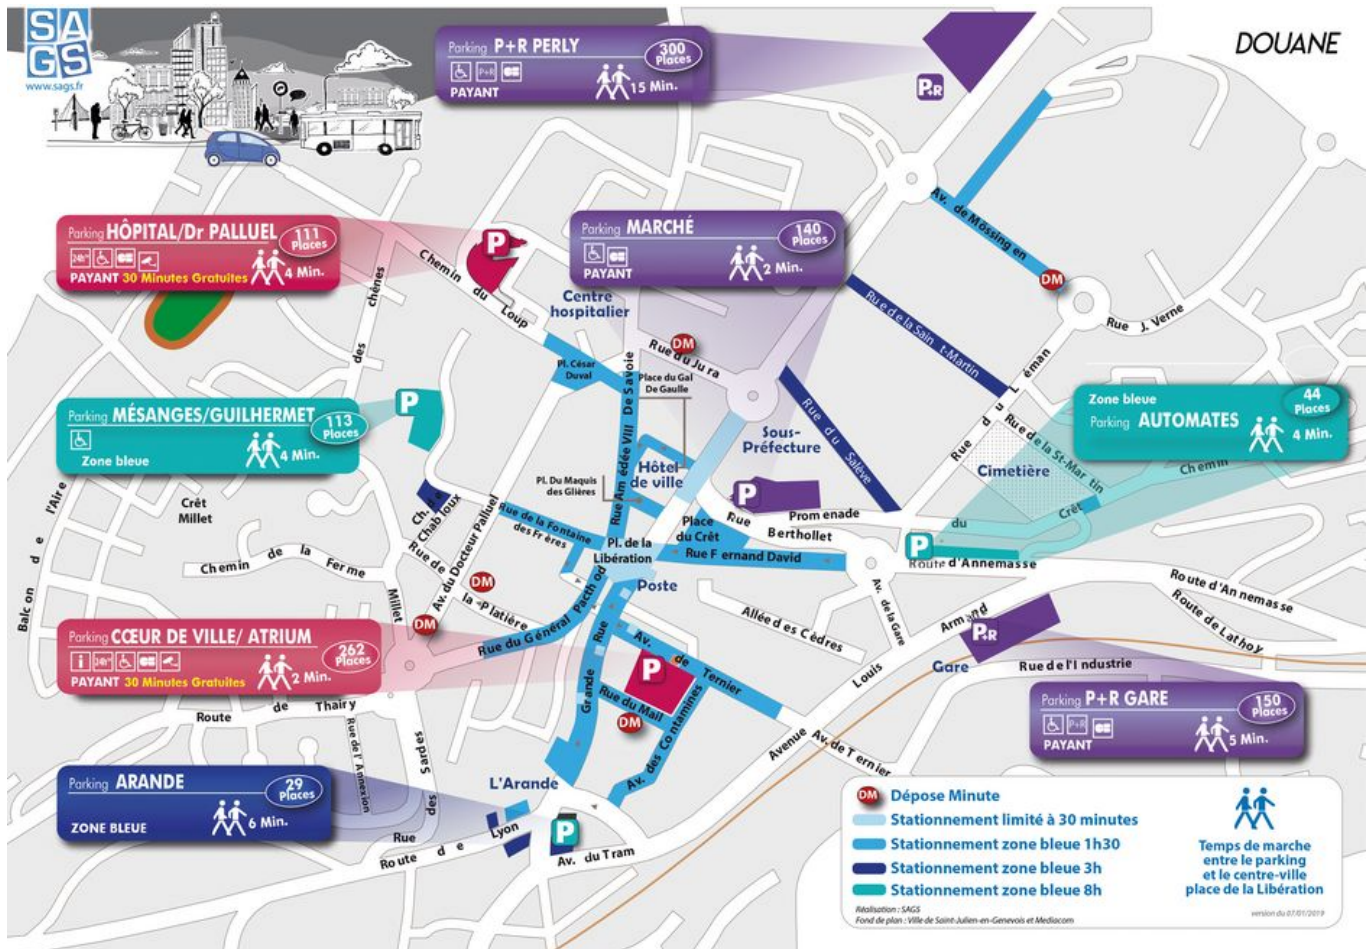 SA
GS
www.sags.fr
Parking P+R PERLY
300
Places
P+R
PAYANT
15 Min.
P+R
DOUANE
Av. de Mössingen
DM
Parking HÔPITAL/Dr PALLUEL
111
Places
24h
PAYANT 30 Minutes Gratuites
4 Min.
P
Parking MARCHÉ
140
Places
PAYANT
2 Min.
Chemin du Loup
Centre
hospitalier
chênes
des
DM
Rue du Jura
Rue de la Saint-Martin
Rue J. Verne
Rue du Léman
Pl. César
Duval
Place du Gal
De Gaulle
Rue Amédée VIII De Savoie
Parking MÉSANGES/GUILHERMET
113
Places
Zone bleue
4 Min.
P
Zone bleue
44
Places
Parking AUTOMATES
4 Min.
Rue de la St-Martin
Chemin
du
Crêt
Cimetière
Sous-
Préfecture
Rue du Salève
Hôtel
de ville
Pl. Du Maquis
des Glières
P
Promenade
Rue
Berthollet
Place
du Crêt
Crêt
Millet
Ch. de
Chabloux
Rue de la Fontaine
des Frères
Av. du Docteur Palluel
Pl. de la
Libération
Rue Fernand David
P
Route d'Annemasse
Balcon de l'Aire
Chemin de la Ferme
Rue de
la Platière
DM
Millet
DM
Poste
Rue du Général Pacthod
Allée des Cèdres
Av. de la Gare
Route d'Annemasse
Route de Lathoy
Avenue Louis Armand
P+R
Gare
Rue de l'Industrie
Parking CŒUR DE VILLE/ ATRIUM
262
Places
i
24h
PAYANT 30 Minutes Gratuites
2 Min.
P
Av. de Ternier
Grande Rue
Rue du Mail
DM
Av. des Contamines
Av. de Ternier
Route de Thairy
Rue de l'Annexion
Rue des Sardes
Parking P+R GARE
150
Places
P+R
PAYANT
5 Min.
Parking ARANDE
29
Places
ZONE BLEUE
6 Min.
L'Arande
P
Route de Lyon
Av. du Tram
DM Dépose Minute
Stationnement limité à 30 minutes
Stationnement zone bleue 1h30
Stationnement zone bleue 3h
Stationnement zone bleue 8h
Temps de marche
entre le parking
et le centre-ville
place de la Libération
Réalisation : SAGS
Fond de plan : Ville de Saint-Julien-en-Genevois et Mediacom
version du 07/01/2019